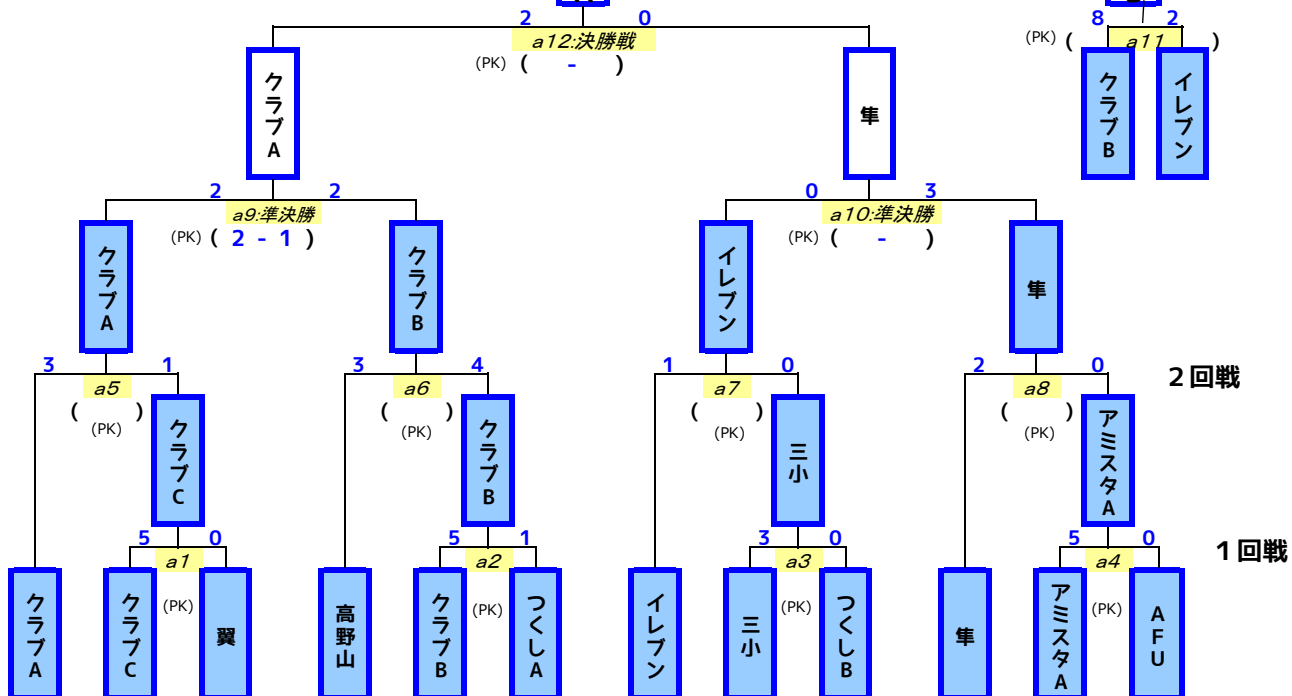 2 0
a12:決勝戦
(PK) ( - )
8 2
(PK) ( a11 )
クラブA
隼
クラブB
イレブン
2 2
a9:準決勝
(PK) ( 2 - 1 )
0 3
a10:準決勝
(PK) ( - )
クラブA
クラブB
イレブン
隼
3 1
a5
( )
(PK)
3 4
a6
( )
(PK)
1 0
a7
( )
(PK)
2 0
a8
( )
(PK)
2回戦
クラブC
クラブB
三小
アミスタA
5 0
a1
(PK)
5 1
a2
(PK)
3 0
a3
(PK)
5 0
a4
(PK)
1回戦
クラブA
クラブC
翼
高野山
クラブB
つくしA
イレブン
三小
つくしB
隼
アミスタA
AFU